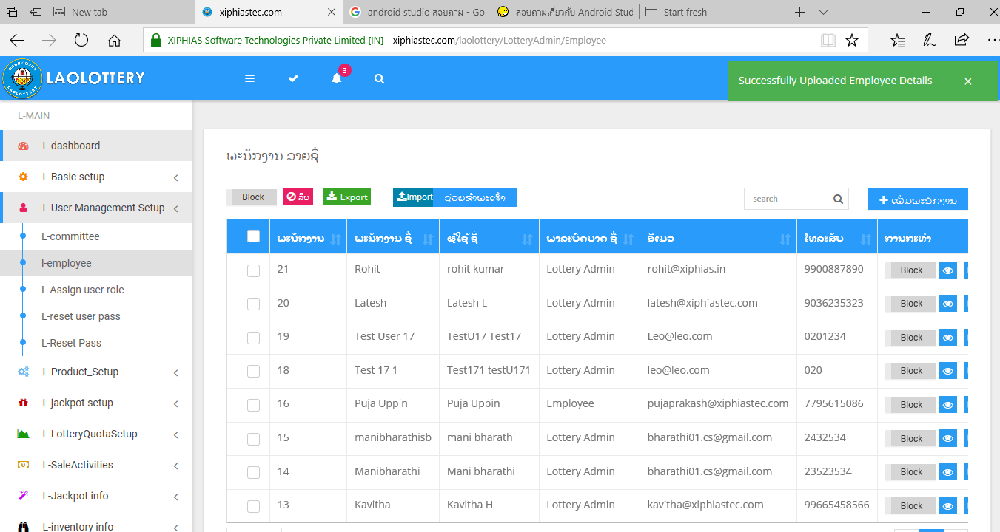 New tab
xiphiastec.com
android studio สอบถาม - Go
สอบถามเกี่ยวกับ Android Stud
Start fresh
XIPHIAS Software Technologies Private Limited [IN]
xiphiastec.com/laolottery/LotteryAdmin/Employee
LAOLOTTERY
3
Successfully Uploaded Employee Details
L-MAIN
L-dashboard
L-Basic setup
L-User Management Setup
L-committee
l-employee
L-Assign user role
L-reset user pass
L-Reset Pass
L-Product_Setup
L-jackpot setup
L-LotteryQuotaSetup
L-SaleActivities
L-Jackpot info
L-inventory info
ພະນັກງານ ລາຍຊື່
Block
ລຶບ
Export
Import
ຊ່ວຍຂ້າພະເຈົ້າ
search
ເພີ່ມພະນັກງານ
ພະນັກງານ ພະນັກງານ ຊື່ ຜູ້ໃຊ້ ຊື່ ພາລະບົດບາດ ຊື່ ອີເມວ ໂທລະສັບ ການກະທຳ
21 Rohit rohit kumar Lottery Admin rohit@xiphias.in 9900887890 Block
20 Latesh Latesh L Lottery Admin latesh@xiphiastec.com 9036235323 Block
19 Test User 17 TestU17 Test17 Lottery Admin Leo@leo.com 0201234 Block
18 Test 17 1 Test171 testU171 Lottery Admin leo@leo.com 020 Block
16 Puja Uppin Puja Uppin Employee pujaprakash@xiphiastec.com 7795615086 Block
15 manibharathisb mani bharathi Lottery Admin bharathi01.cs@gmail.com 2432534 Block
14 Manibharathi Mani bharathi Lottery Admin bharathi01.cs@gmail.com 23523534 Block
13 Kavitha Kavitha H Lottery Admin kavitha@xiphiastec.com 99665458566 Block